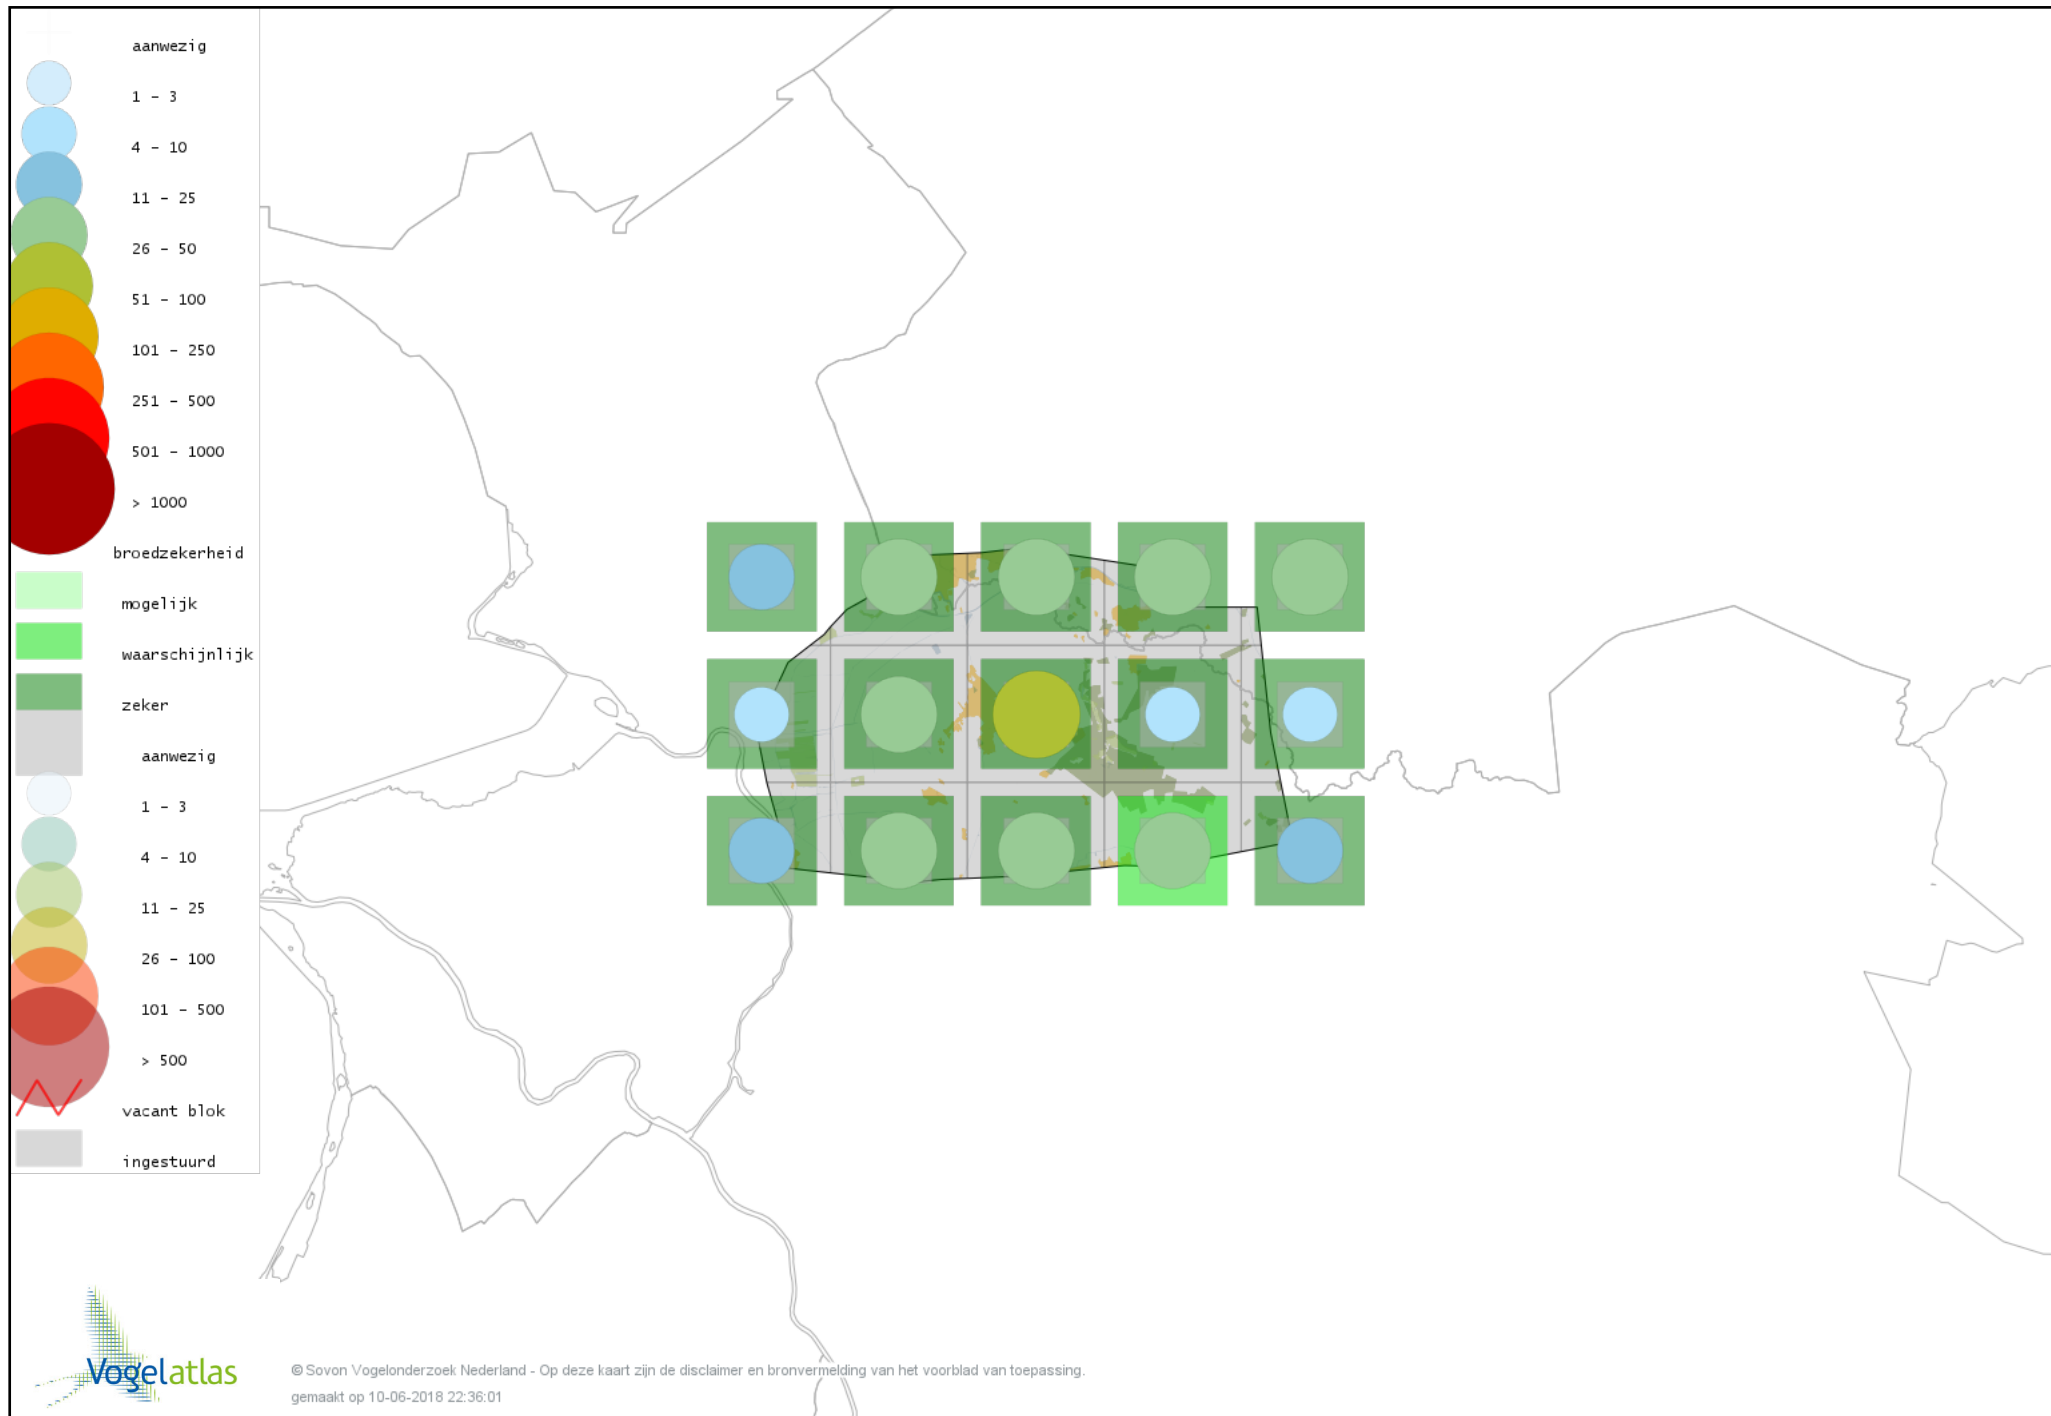 aanwezig
1 - 3
4 - 10
11 - 25
26 - 50
51 - 100
101 - 250
251 - 500
501 - 1000
> 1000
broedzekerheid
mogelijk
waarschijnlijk
zeker
aanwezig
1 - 3
4 - 10
11 - 25
26 - 100
101 - 500
> 500
vacant blok
ingestuurd
Vogelatlas
© Sovon Vogelonderzoek Nederland - Op deze kaart zijn de disclaimer en bronvermelding van het voorblad van toepassing.
gemaakt op 10-06-2018 22:36:01